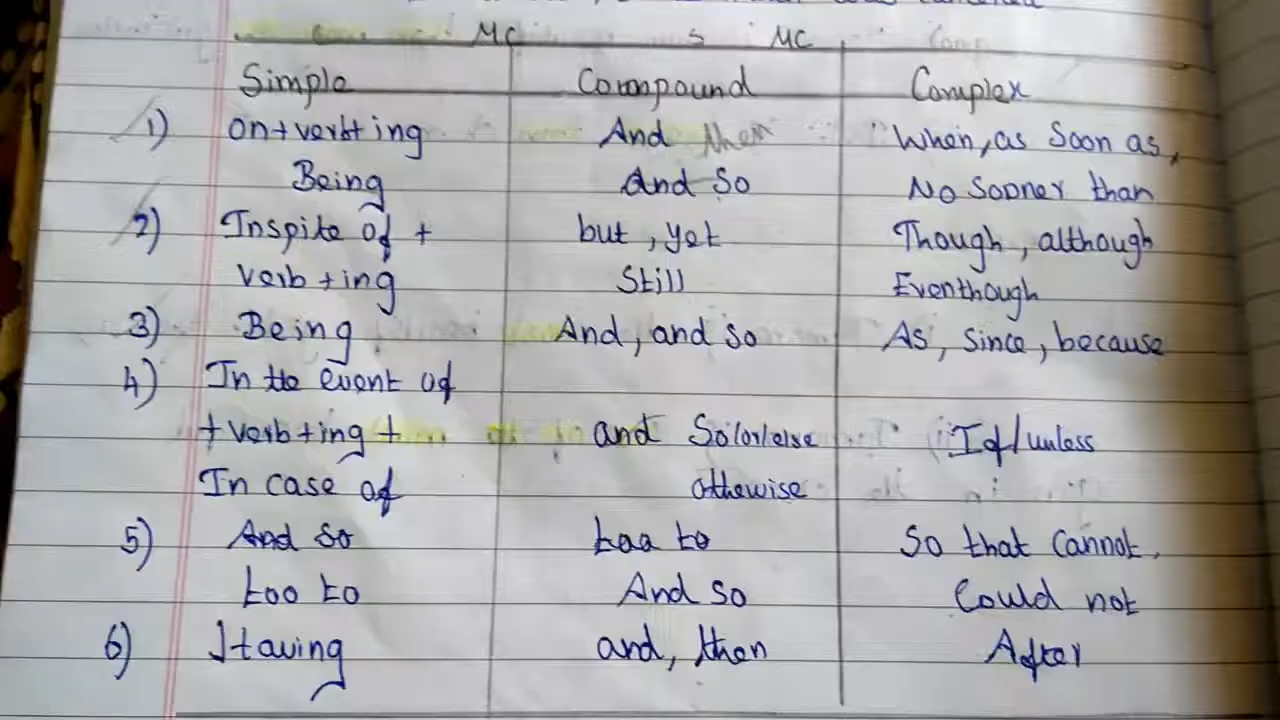 MC s MC
Simple Compound Complex
1) On+verb+ing And then When, as Soon as,
Being and So No Sooner than
2) Inspite of + but, yet Though, although
verb +ing Still Eventhough
3) Being And, and so As, Since, because
4) In the event of
+verb+ing + and So/or/else If/unless
In case of othewise
5) And so too to So that cannot,
too to And so Could not
6) Having and, then After